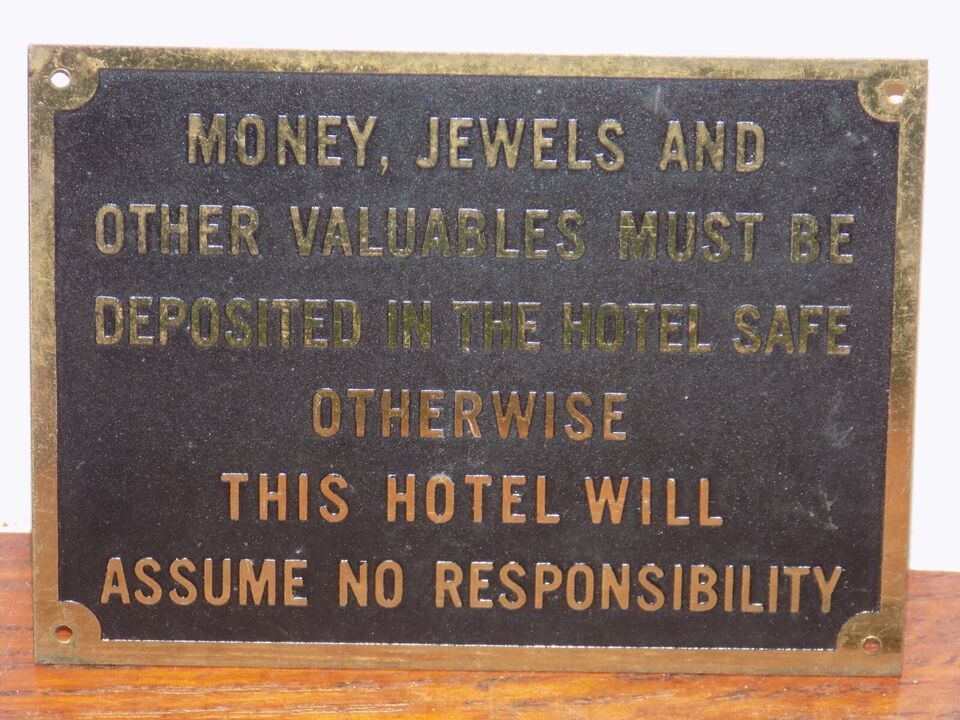 MONEY, JEWELS AND
OTHER VALUABLES MUST BE
DEPOSITED IN THE HOTEL SAFE
OTHERWISE
THIS HOTEL WILL
ASSUME NO RESPONSIBILITY